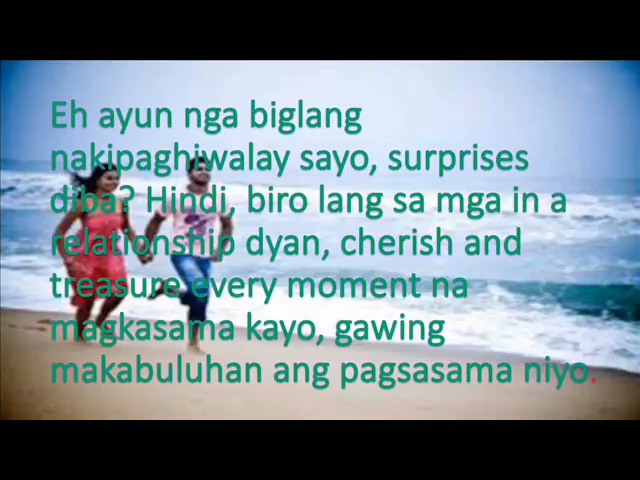 Eh ayun nga biglang
nakipaghiwalay sayo, surprises
diba? Hindi, biro lang sa mga in a
relationship dyan, cherish and
treasure every moment na
magkasama kayo, gawing
makabuluhan ang pagsasama niyo.